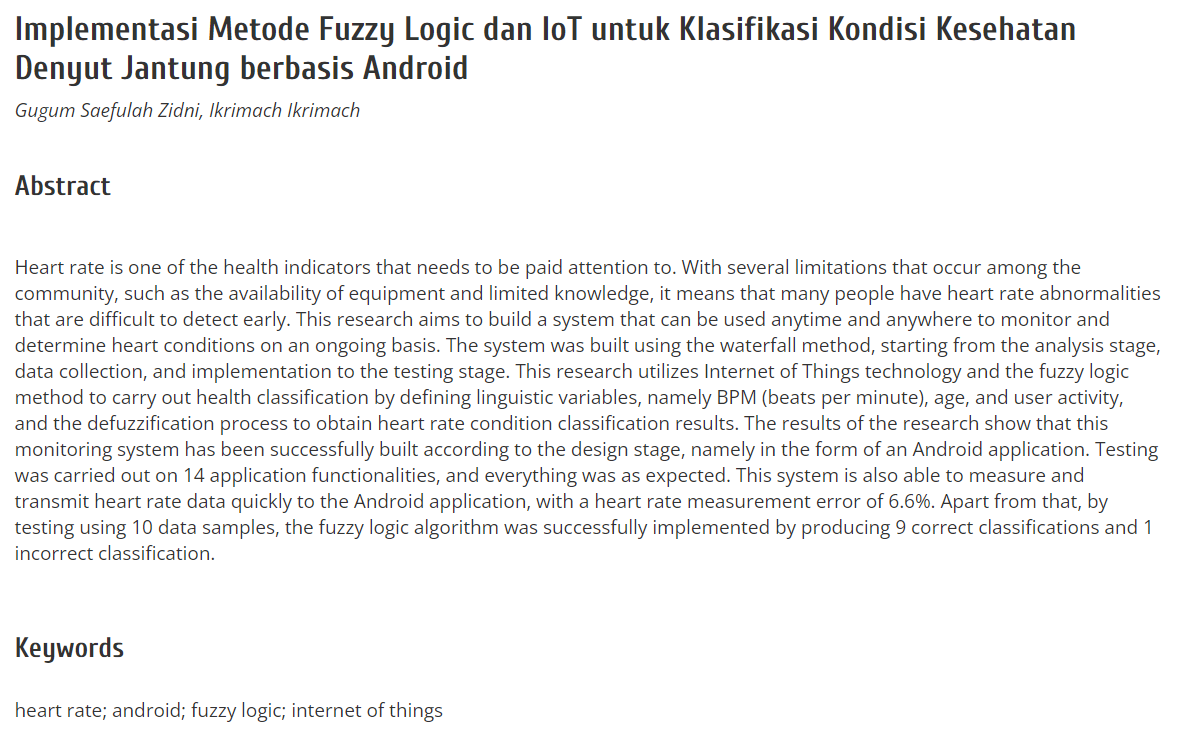 Implementasi Metode Fuzzy Logic dan IoT untuk Klasifikasi Kondisi Kesehatan
Denyut Jantung berbasis Android
Gugum Saefulah Zidni, Ikrimach Ikrimach
Abstract
Heart rate is one of the health indicators that needs to be paid attention to. With several limitations that occur among the
community, such as the availability of equipment and limited knowledge, it means that many people have heart rate abnormalities
that are difficult to detect early. This research aims to build a system that can be used anytime and anywhere to monitor and
determine heart conditions on an ongoing basis. The system was built using the waterfall method, starting from the analysis stage,
data collection, and implementation to the testing stage. This research utilizes Internet of Things technology and the fuzzy logic
method to carry out health classification by defining linguistic variables, namely BPM (beats per minute), age, and user activity,
and the defuzzification process to obtain heart rate condition classification results. The results of the research show that this
monitoring system has been successfully built according to the design stage, namely in the form of an Android application. Testing
was carried out on 14 application functionalities, and everything was as expected. This system is also able to measure and
transmit heart rate data quickly to the Android application, with a heart rate measurement error of 6.6%. Apart from that, by
testing using 10 data samples, the fuzzy logic algorithm was successfully implemented by producing 9 correct classifications and 1
incorrect classification.
Keywords
heart rate; android; fuzzy logic; internet of things